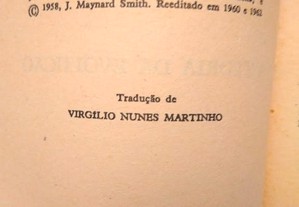 © 1958, J. Maynard Smith. Reeditado em 1960 e 1962
Tradução de
VIRGÍLIO NUNES MARTINHO